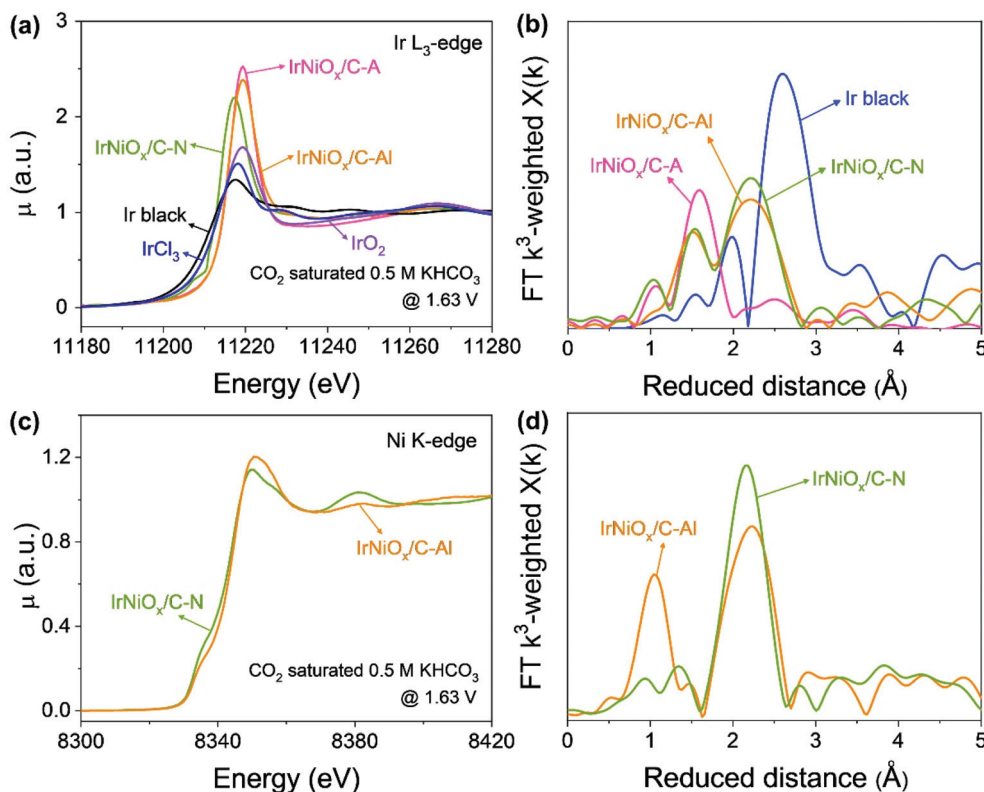 (a)
Ir L₃-edge
IrNiOₓ/C-A
IrNiOₓ/C-N
IrNiOₓ/C-Al
Ir black
IrCl₃
IrO₂
CO₂ saturated 0.5 M KHCO₃
@ 1.63 V
μ (a.u.)
3
2
1
0
11180 11200 11220 11240 11260 11280
Energy (eV)
(b)
Ir black
IrNiOₓ/C-Al
IrNiOₓ/C-A
IrNiOₓ/C-N
FT k³-weighted X(k)
0 1 2 3 4 5
Reduced distance (Å)
(c)
Ni K-edge
IrNiOₓ/C-Al
IrNiOₓ/C-N
CO₂ saturated 0.5 M KHCO₃
@ 1.63 V
μ (a.u.)
1.2
0.8
0.4
0.0
8300 8340 8380 8420
Energy (eV)
(d)
IrNiOₓ/C-N
IrNiOₓ/C-Al
FT k³-weighted X(k)
0 1 2 3 4 5
Reduced distance (Å)